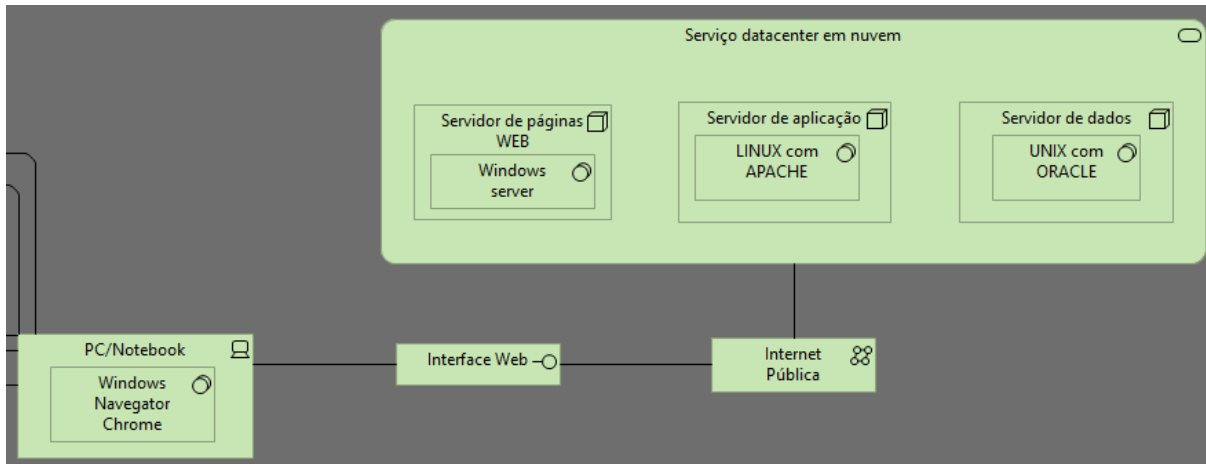 Serviço datacenter em nuvem
Servidor de páginas
WEB
Windows
server
Servidor de aplicação
LINUX com
APACHE
Servidor de dados
UNIX com
ORACLE
PC/Notebook
Windows
Navegator
Chrome
Interface Web
Internet
Pública